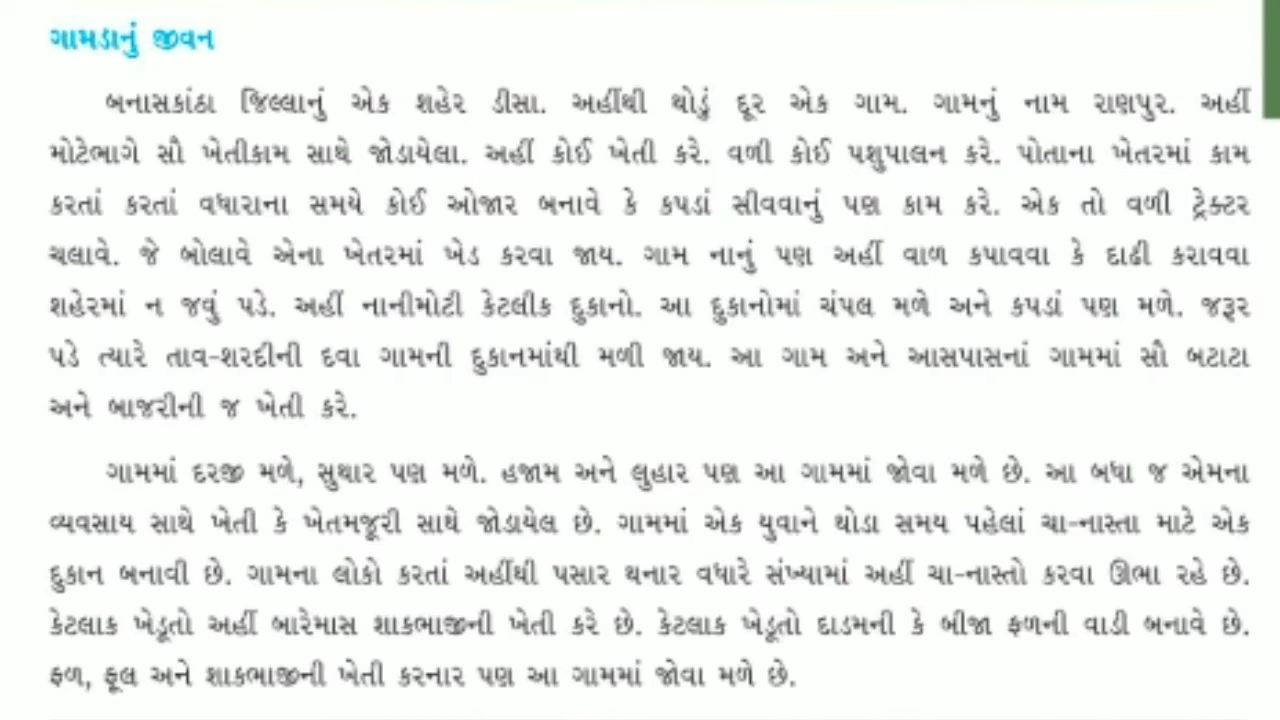 ગામડાનું જીવન
બનાસકાંઠા જિલ્લાનું એક શહેર ડીસા. અહીંથી થોડું દૂર એક ગામ. ગામનું નામ રાણપુર. અહીં
મોટેભાગે સૌ ખેતીકામ સાથે જોડાયેલા. અહીં કોઈ ખેતી કરે. વળી કોઈ પશુપાલન કરે. પોતાના ખેતરમાં કામ
કરતાં કરતાં વધારાના સમયે કોઈ ઓજાર બનાવે કે કપડાં સીવવાનું પણ કામ કરે. એક તો વળી ટ્રેક્ટર
ચલાવે. જે બોલાવે એના ખેતરમાં ખેડ કરવા જાય. ગામ નાનું પણ અહીં વાળ કપાવવા કે દાઢી કરાવવા
શહેરમાં ન જવું પડે. અહીં નાનીમોટી કેટલીક દુકાનો. આ દુકાનોમાં ચંપલ મળે અને કપડાં પણ મળે. જરૂર
પડે ત્યારે તાવ-શરદીની દવા ગામની દુકાનમાંથી મળી જાય. આ ગામ અને આસપાસનાં ગામમાં સૌ બટાટા
અને બાજરીની જ ખેતી કરે.
ગામમાં દરજી મળે, સુથાર પણ મળે. હજામ અને લુહાર પણ આ ગામમાં જોવા મળે છે. આ બધા જ એમના
વ્યવસાય સાથે ખેતી કે ખેતમજૂરી સાથે જોડાયેલ છે. ગામમાં એક યુવાને થોડા સમય પહેલાં ચા-નાસ્તા માટે એક
દુકાન બનાવી છે. ગામના લોકો કરતાં અહીંથી પસાર થનાર વધારે સંખ્યામાં અહીં ચા-નાસ્તો કરવા ઊભા રહે છે.
કેટલાક ખેડૂતો અહીં બારેમાસ શાકભાજીની ખેતી કરે છે. કેટલાક ખેડૂતો દાડમની કે બીજા ફળની વાડી બનાવે છે.
ફળ, ફૂલ અને શાકભાજીની ખેતી કરનાર પણ આ ગામમાં જોવા મળે છે.